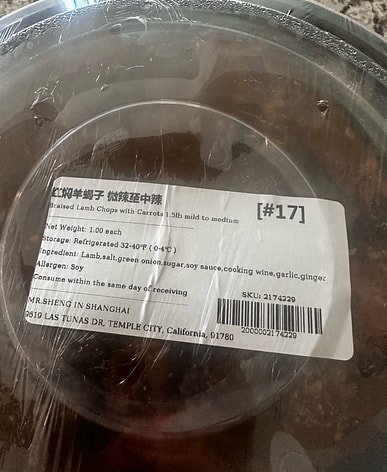 红焖羊蝎子 微辣至中辣
Braised Lamb Chops with Carrots 1.5lb mild to medium
[#17]
Net Weight: 1.00 each
Storage: Refrigerated 32-40℉ ( 0-4℃ )
Ingredient: Lamb,salt,green onion,sugar,soy sauce,cooking wine,garlic,ginger
Allergen: Soy
Consume within the same day of receiving
SKU: 2174229
MR.SHENG IN SHANGHAI
9619 LAS TUNAS DR, TEMPLE CITY, California, 91780
2000002174229